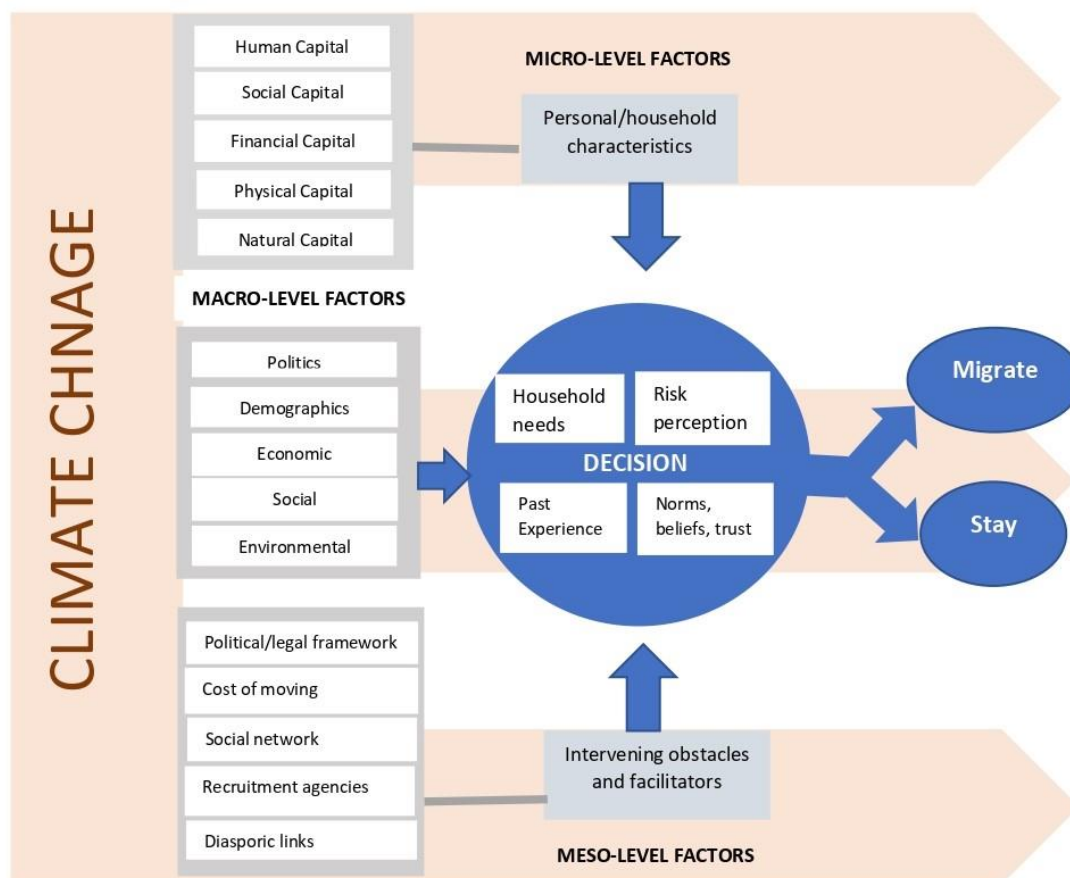 CLIMATE CHNAGE
Human Capital
Social Capital
Financial Capital
Physical Capital
Natural Capital
MICRO-LEVEL FACTORS
Personal/household
characteristics
MACRO-LEVEL FACTORS
Politics
Demographics
Economic
Social
Environmental
Household
needs
Risk
perception
DECISION
Past
Experience
Norms,
beliefs, trust
Migrate
Stay
Political/legal framework
Cost of moving
Social network
Recruitment agencies
Diasporic links
Intervening obstacles
and facilitators
MESO-LEVEL FACTORS